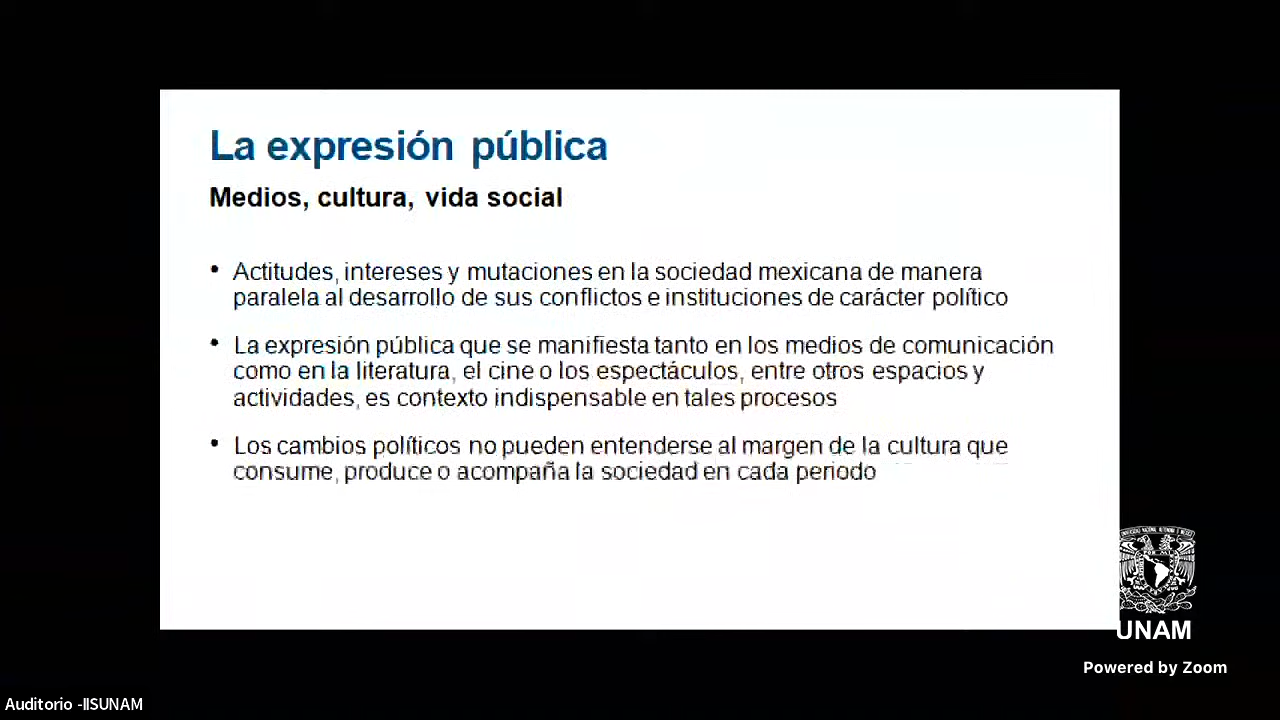 La expresión pública
Medios, cultura, vida social
• Actitudes, intereses y mutaciones en la sociedad mexicana de manera
paralela al desarrollo de sus conflictos e instituciones de carácter político
• La expresión pública que se manifiesta tanto en los medios de comunicación
como en la literatura, el cine o los espectáculos, entre otros espacios y
actividades, es contexto indispensable en tales procesos
• Los cambios políticos no pueden entenderse al margen de la cultura que
consume, produce o acompaña la sociedad en cada periodo
UNAM
Powered by Zoom
Auditorio -IISUNAM